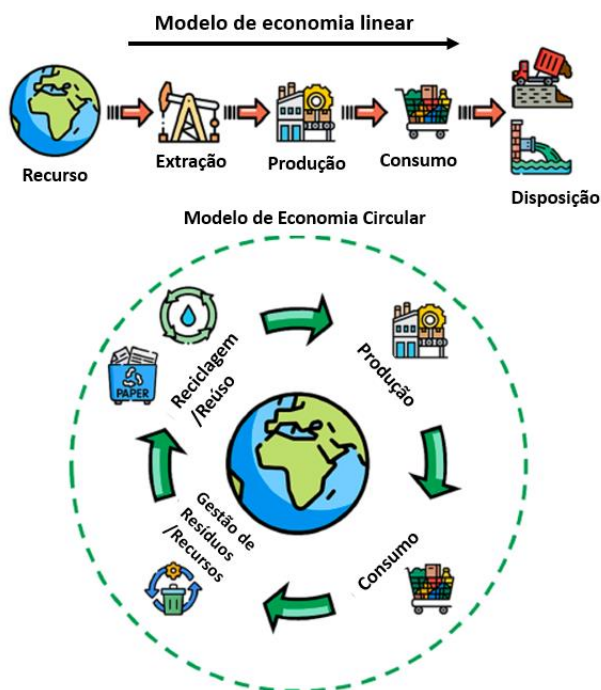 Modelo de economia linear
Recurso
Extração
Produção
Consumo
Disposição
Modelo de Economia Circular
Reciclagem
/Reúso
PAPER
Produção
Gestão de
Resíduos
/Recursos
Consumo